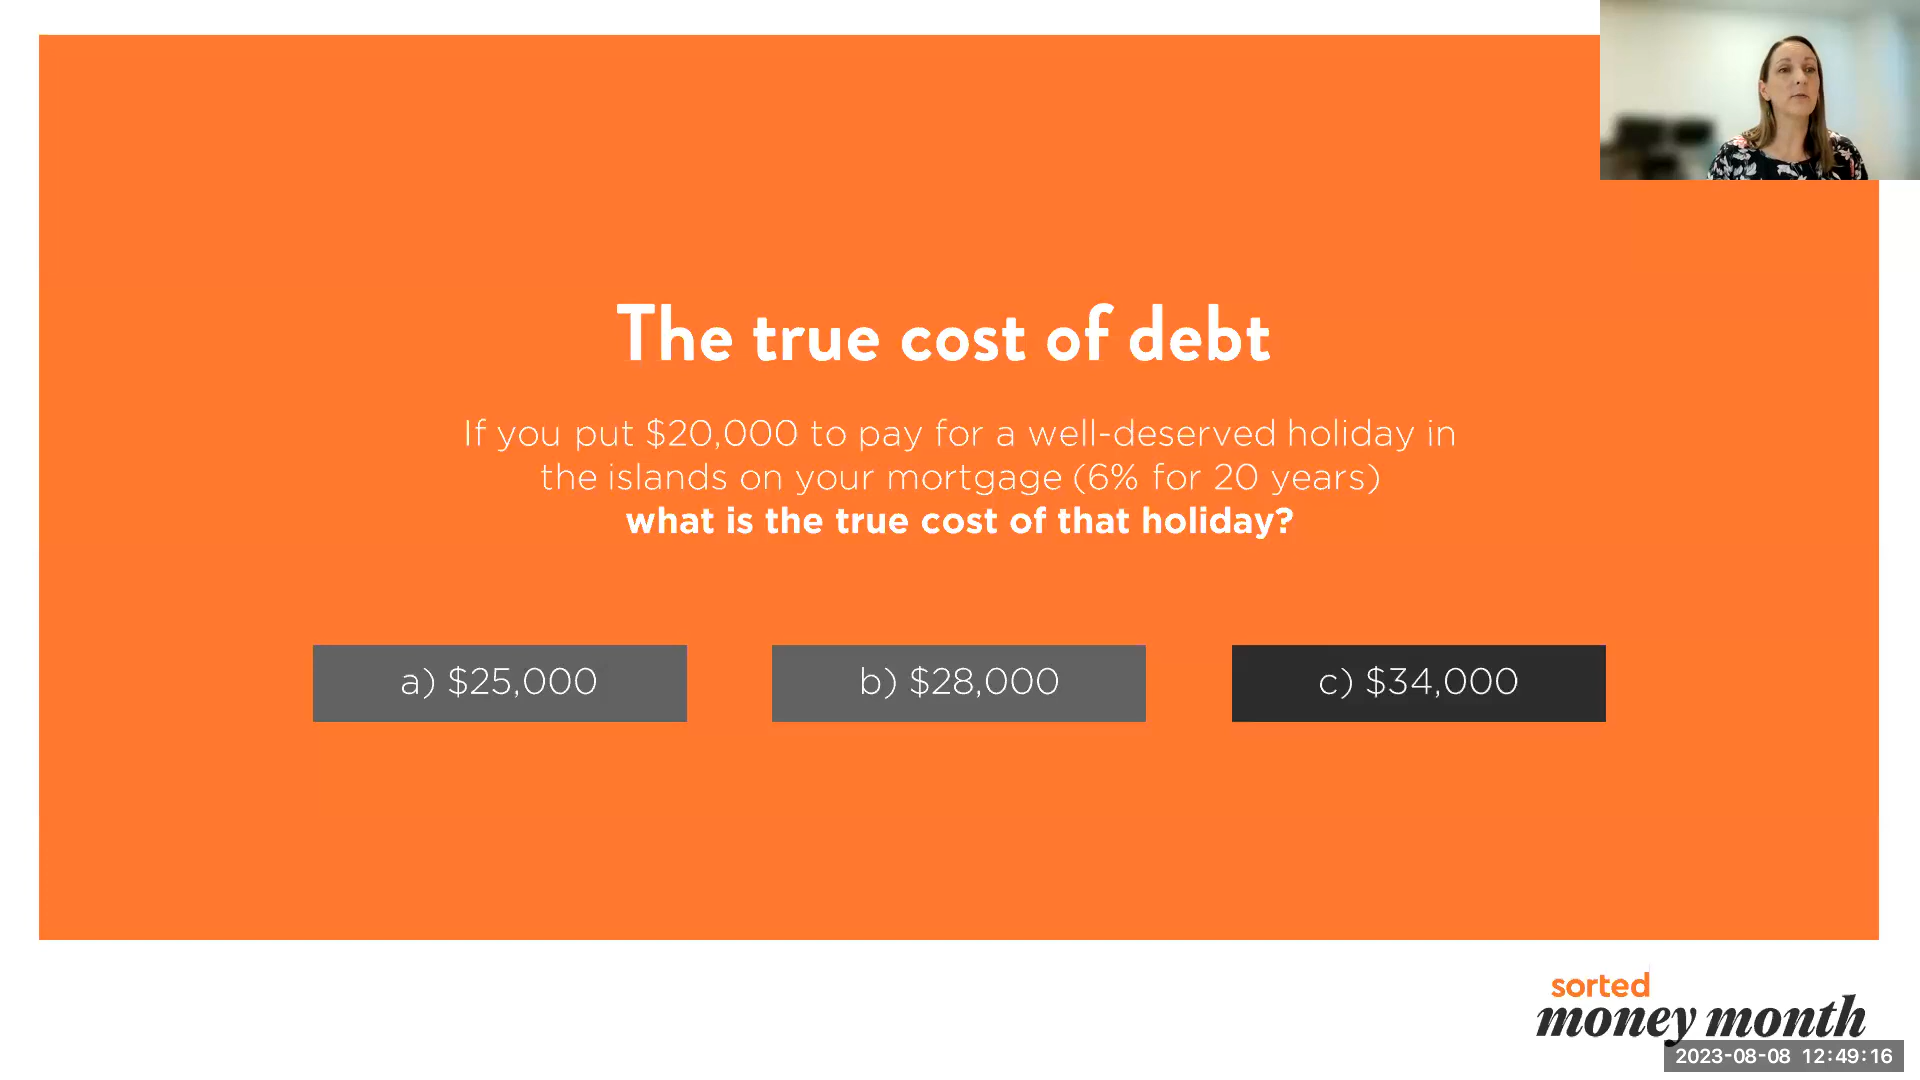 The true cost of debt
If you put $20,000 to pay for a well-deserved holiday in
the islands on your mortgage (6% for 20 years)
what is the true cost of that holiday?
a) $25,000
b) $28,000
c) $34,000
sorted
money month
2023-08-08 12:49:16